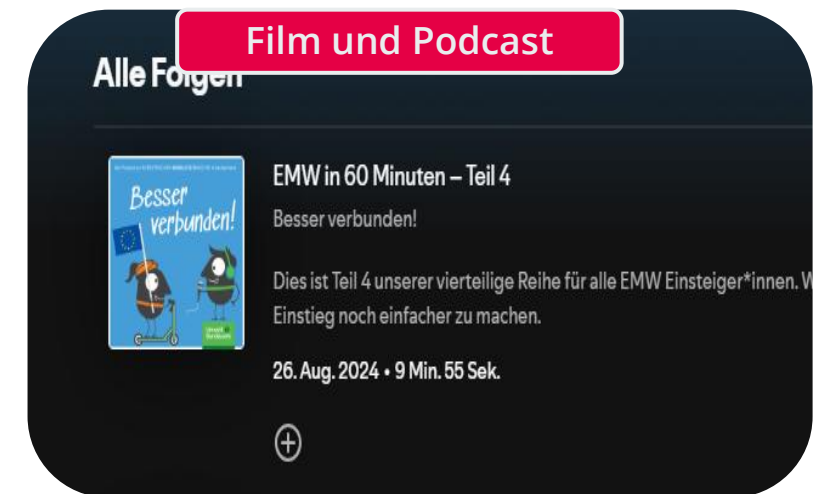 Film und Podcast
Alle Folgen
Besser
verbunden!
EMW in 60 Minuten – Teil 4
Besser verbunden!
Dies ist Teil 4 unserer vierteilige Reihe für alle EMW Einsteiger*innen. W
Einstieg noch einfacher zu machen.
26. Aug. 2024 • 9 Min. 55 Sek.